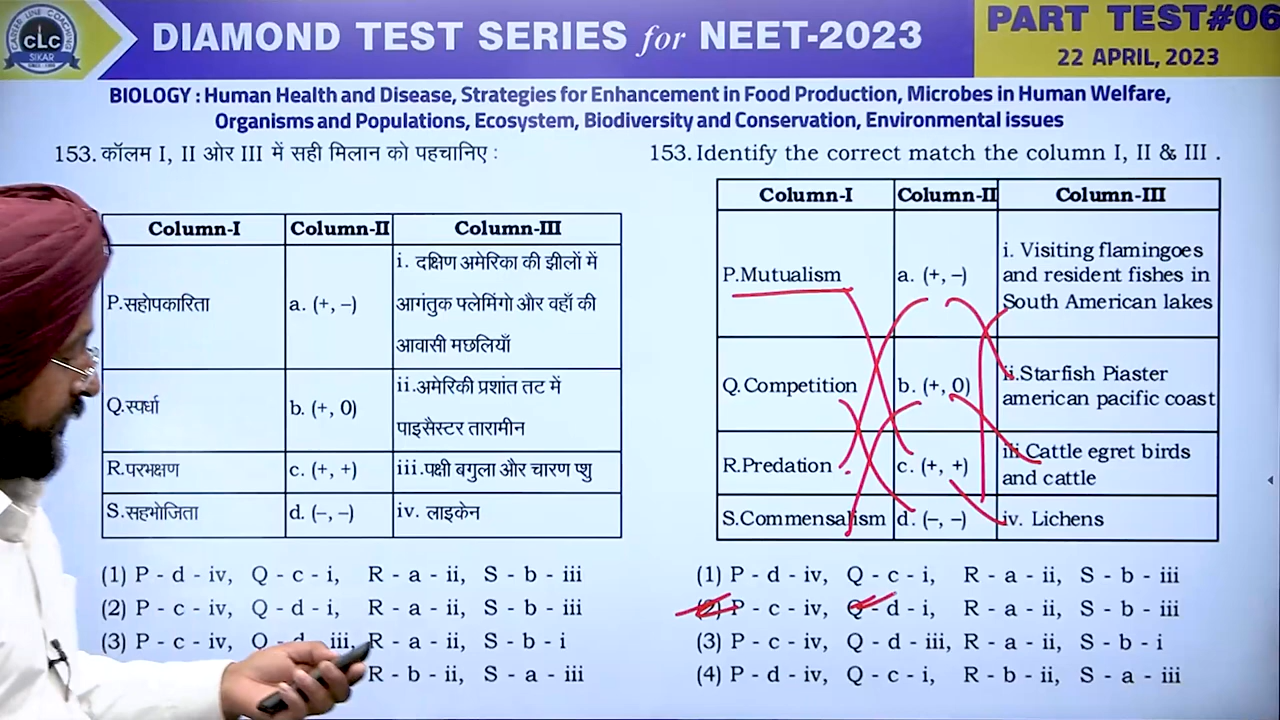 CAREER LINE COACHING
CLC
SIKAR
DIAMOND TEST SERIES for NEET-2023
PART TEST#06
22 APRIL, 2023
BIOLOGY : Human Health and Disease, Strategies for Enhancement in Food Production, Microbes in Human Welfare,
Organisms and Populations, Ecosystem, Biodiversity and Conservation, Environmental issues
153. कॉलम I, II ओर III में सही मिलान को पहचानिए :
Column-I Column-II Column-III
P.सहोपकारिता a. (+, –) i. दक्षिण अमेरिका की झीलों में
आगंतुक फ्लेमिंगो और वहाँ की
आवासी मछलियाँ
Q.स्पर्धा b. (+, 0) ii.अमेरिकी प्रशांत तट में
पाइसैस्टर तारामीन
R.परभक्षण c. (+, +) iii.पक्षी बगुला और चारण प्शु
S.सहभोजिता d. (–, –) iv. लाइकेन
(1) P - d - iv, Q - c - i, R - a - ii, S - b - iii
(2) P - c - iv, Q - d - i, R - a - ii, S - b - iii
(3) P - c - iv, Q - d iii, R - a - ii, S - b - i
R - b - ii, S - a - iii
153. Identify the correct match the column I, II & III .
Column-I Column-II Column-III
P.Mutualism a. (+, –) i. Visiting flamingoes
and resident fishes in
South American lakes
Q.Competition b. (+, 0) ii.Starfish Piaster
american pacific coast
R.Predation c. (+, +) iii.Cattle egret birds
and cattle
S.Commensalism d. (–, –) iv. Lichens
(1) P - d - iv, Q - c - i, R - a - ii, S - b - iii
(2) P - c - iv, Q - d - i, R - a - ii, S - b - iii
(3) P - c - iv, Q - d - iii, R - a - ii, S - b - i
(4) P - d - iv, Q - c - i, R - b - ii, S - a - iii